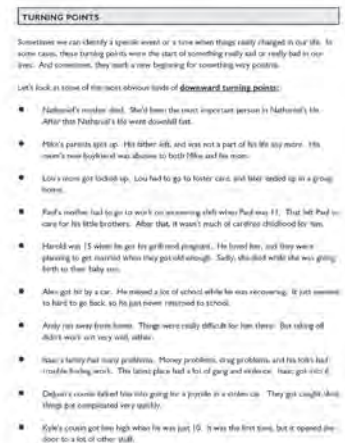 TURNING POINTS
Sometimes we can identify a special event or a time when things really changed in our life. In
some cases, these turning points were the start of something really sad or really bad in our
lives. And sometimes, they mark a new beginning for something very positive.
Let's look at some of the most obvious kinds of downward turning points:
Nathaniel's mother died. She'd been the most important person in Nathaniel's life.
After that Nathaniel's life went downhill fast.
Mike's parents split up. His father left, and was not a part of his life any more. His
mom's new boyfriend was abusive to both Mike and his mom.
Lou's mom got locked up. Lou had to go to foster care, and later ended up in a group
home.
Paul's mother had to go to work on evening shift when Paul was 11. That left Paul to
care for his little brothers. After that, it wasn't much of carefree childhood for him.
Harold was 15 when he got his girlfriend pregnant. He loved her, and they were
planning to get married when they got old enough. Sadly, she died while she was giving
birth to their baby son.
Alex got hit by a car. He missed a lot of school while he was recovering. It just seemed
so hard to go back, so he just never returned to school.
Andy ran away from home. Things were really difficult for him there. But taking off
didn't work out very well, either.
Isaac's family had many problems. Money problems, drug problems, and his folks had
trouble finding work. The latest place had a lot of gang and violence. Isaac got into it.
DeJuan's cousin talked him into going for a joyride in a stolen car. They got caught, and
things got complicated very quickly.
Kyle's cousin got him high when he was just 10. It was the first time, but it opened the
door to a lot of other stuff.